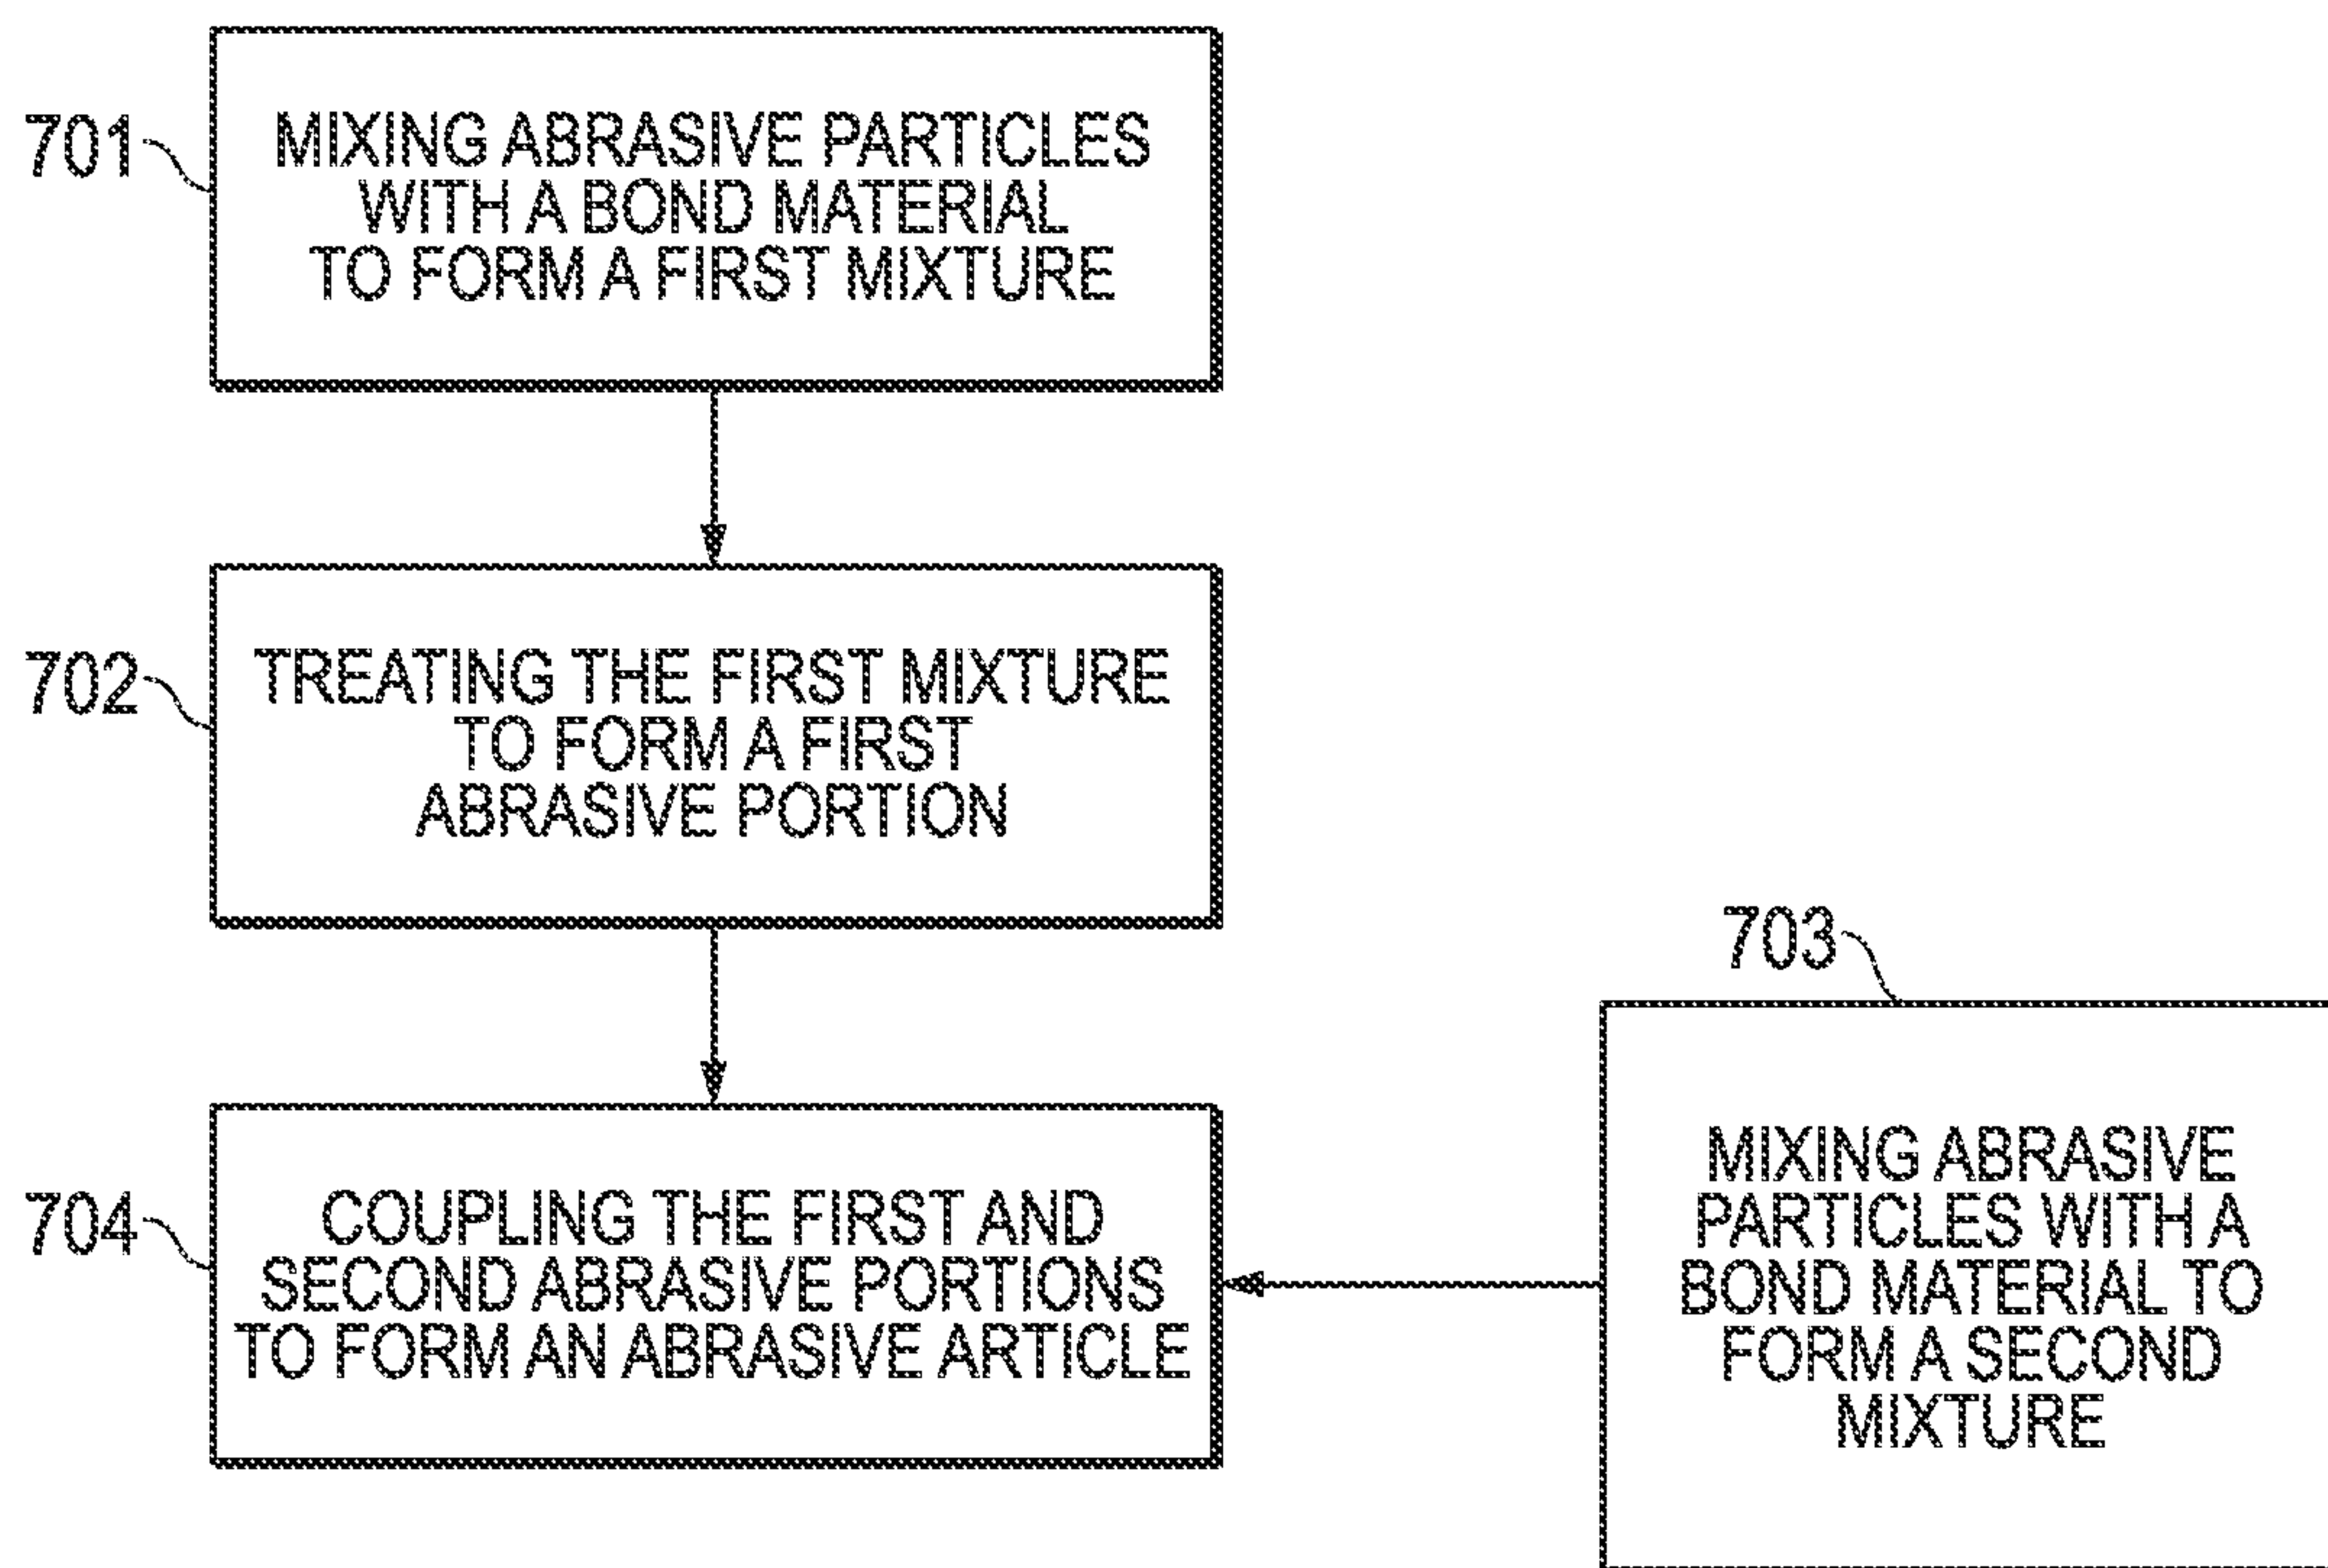 701
MIXING ABRASIVE PARTICLES
WITH A BOND MATERIAL
TO FORM A FIRST MIXTURE
702
TREATING THE FIRST MIXTURE
TO FORM A FIRST
ABRASIVE PORTION
703
MIXING ABRASIVE
PARTICLES WITH A
BOND MATERIAL TO
FORM A SECOND
MIXTURE
704
COUPLING THE FIRST AND
SECOND ABRASIVE PORTIONS
TO FORM AN ABRASIVE ARTICLE